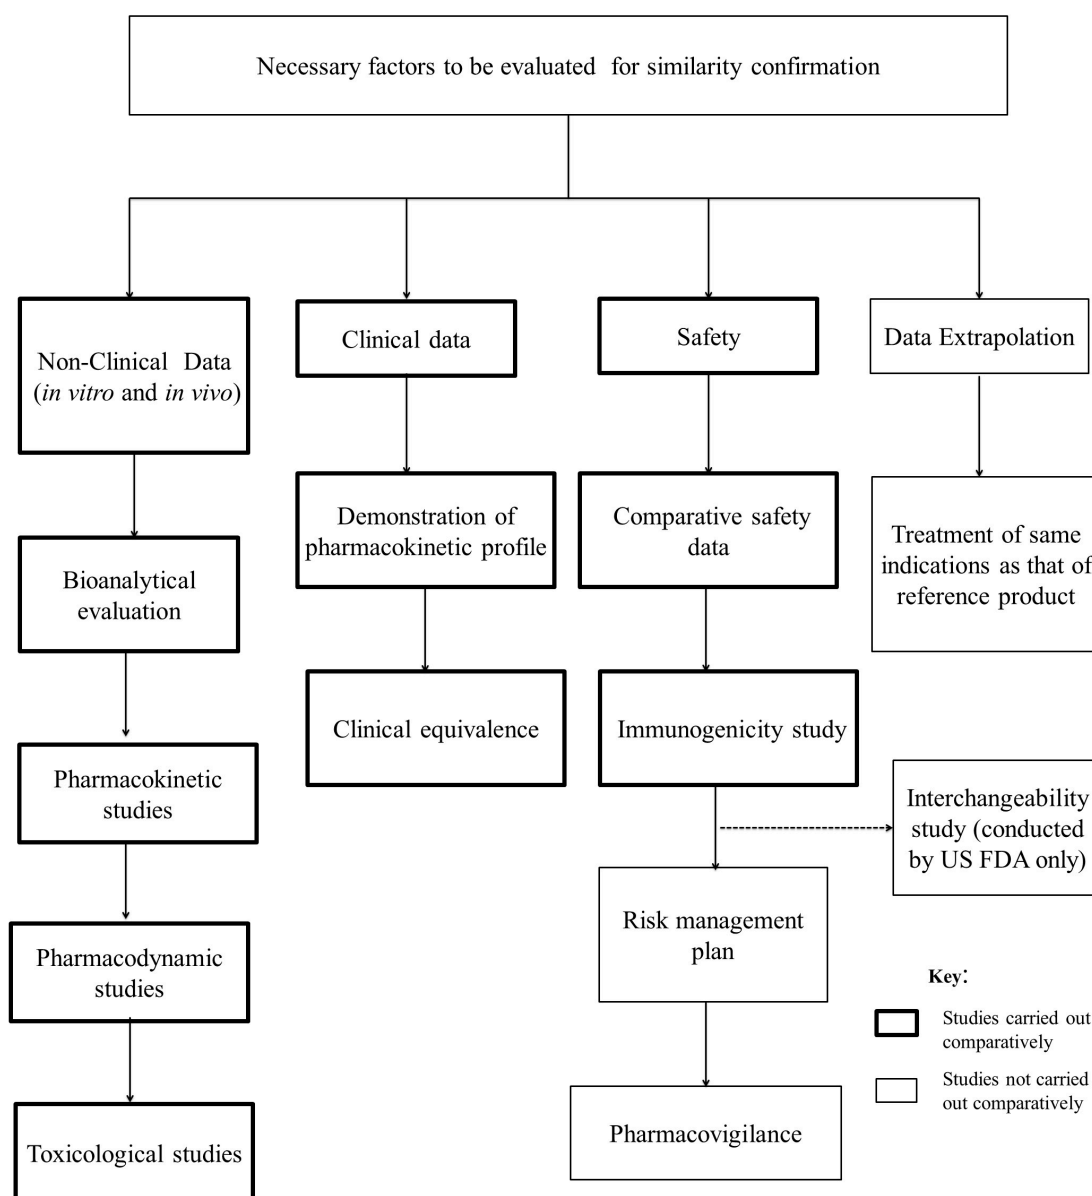 Necessary factors to be evaluated for similarity confirmation
Non-Clinical Data
(in vitro and in vivo)
Bioanalytical
evaluation
Pharmacokinetic
studies
Pharmacodynamic
studies
Toxicological studies
Clinical data
Demonstration of
pharmacokinetic profile
Clinical equivalence
Safety
Comparative safety
data
Immunogenicity study
Risk management
plan
Pharmacovigilance
Data Extrapolation
Treatment of same
indications as that of
reference product
Interchangeability
study (conducted
by US FDA only)
Key:
Studies carried out
comparatively
Studies not carried
out comparatively